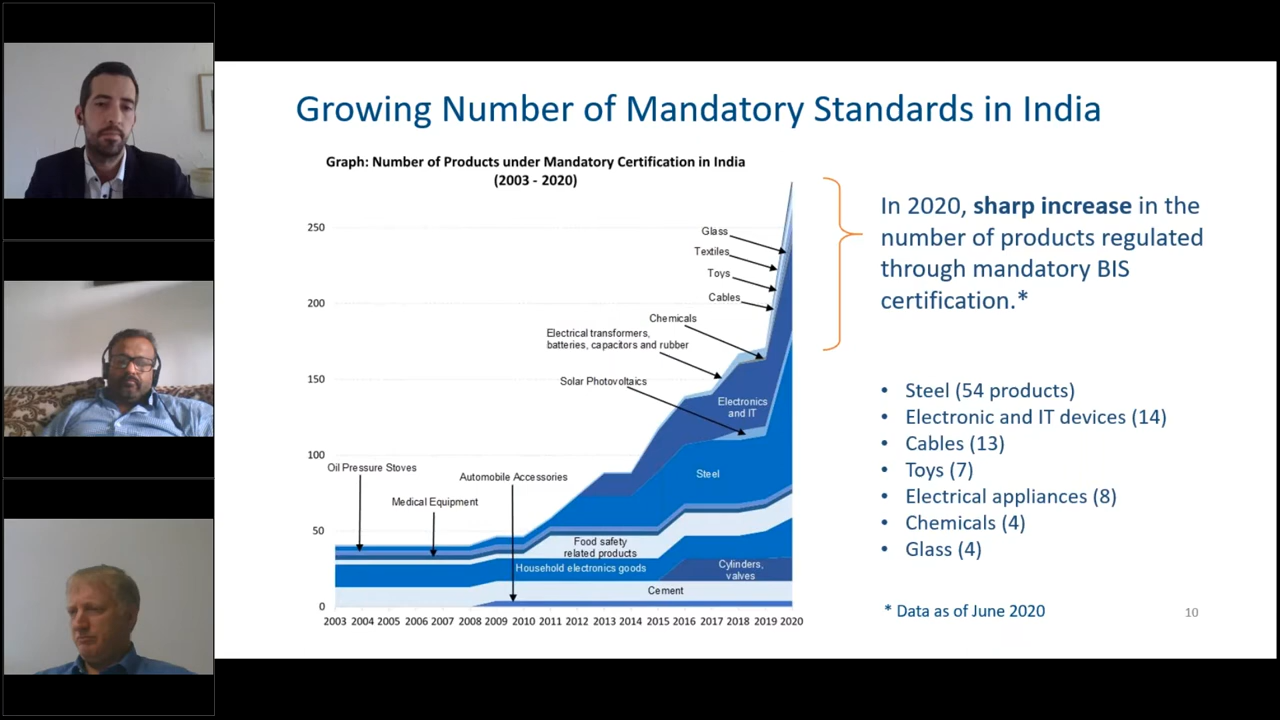 Growing Number of Mandatory Standards in India
Graph: Number of Products under Mandatory Certification in India
(2003 - 2020)
250
200
150
100
50
0
Glass
Textiles
Toys
Cables
Chemicals
Electrical transformers,
batteries, capacitors and rubber
Solar Photovoltaics
Electronics
and IT
Oil Pressure Stoves
Automobile Accessories
Medical Equipment
Steel
Food safety
related products
Household electronics goods
Cylinders,
valves
Cement
2003 2004 2005 2006 2007 2008 2009 2010 2011 2012 2013 2014 2015 2016 2017 2018 2019 2020
In 2020, sharp increase in the
number of products regulated
through mandatory BIS
certification.*
• Steel (54 products)
• Electronic and IT devices (14)
• Cables (13)
• Toys (7)
• Electrical appliances (8)
• Chemicals (4)
• Glass (4)
* Data as of June 2020
10